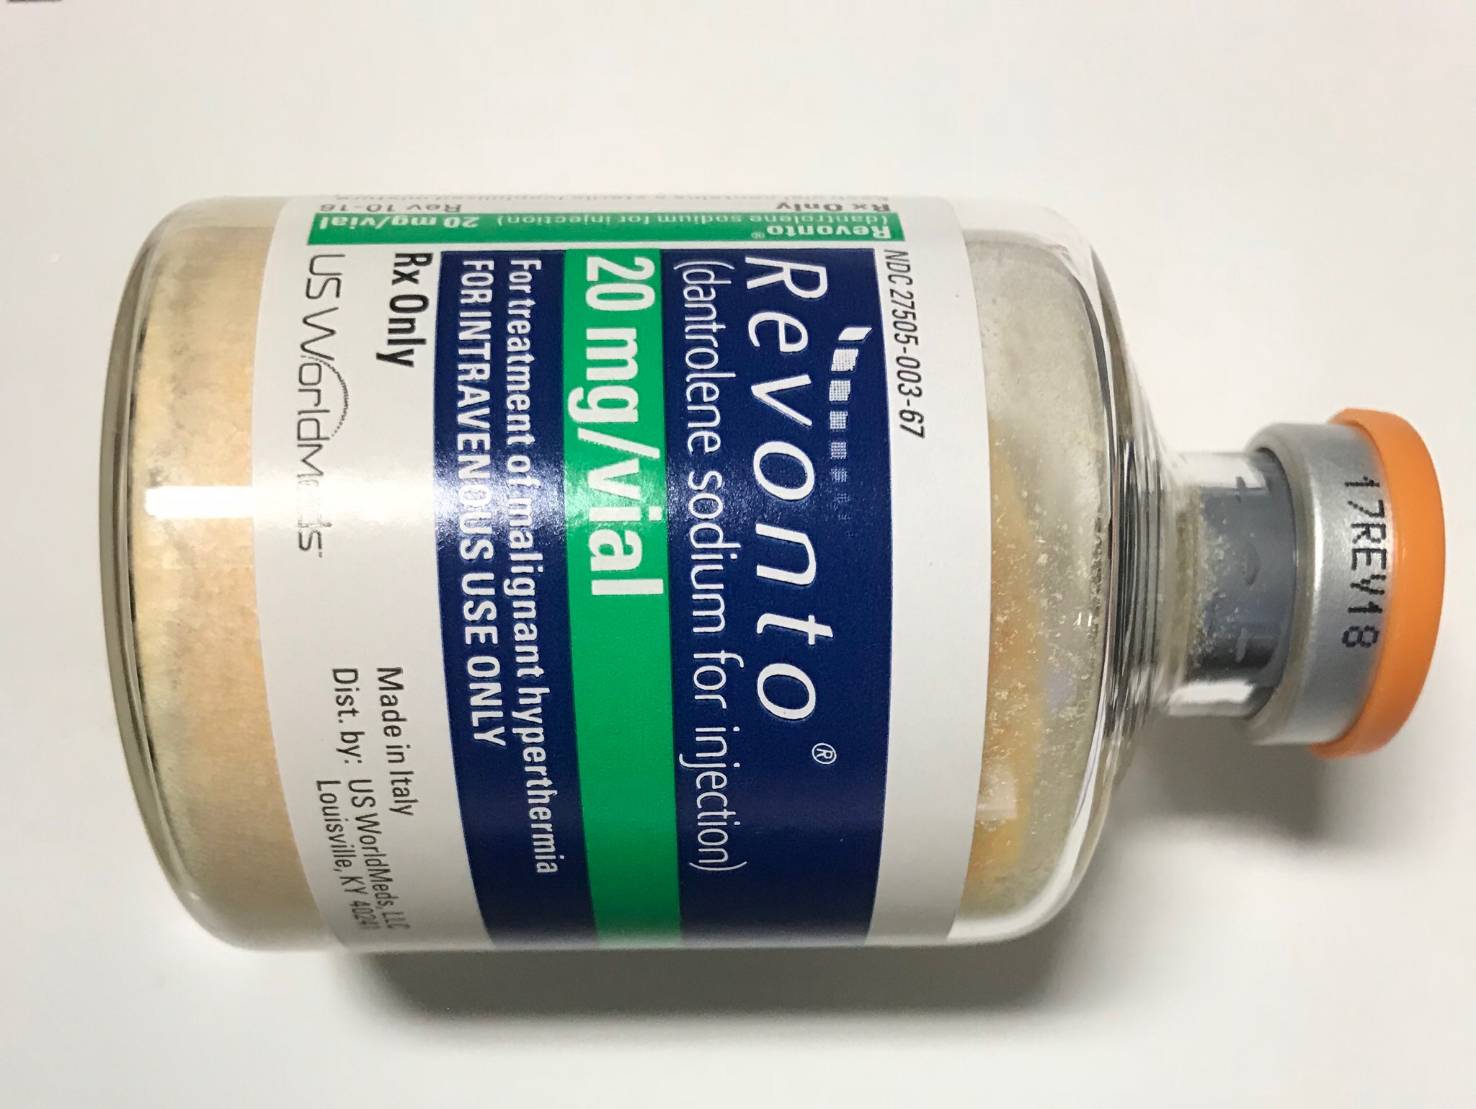 NDC 27505-003-67
Revonto®
(dantrolene sodium for injection)
20 mg/vial
For treatment of malignant hyperthermia
FOR INTRAVENOUS USE ONLY
Rx Only
Made in Italy
Dist. by: US WorldMeds, LLC
Louisville, KY 40241
US WorldMeds™
Rx Only
Rev 10-16
Revonto®
(dantrolene sodium for injection) 20 mg/vial
17REV18